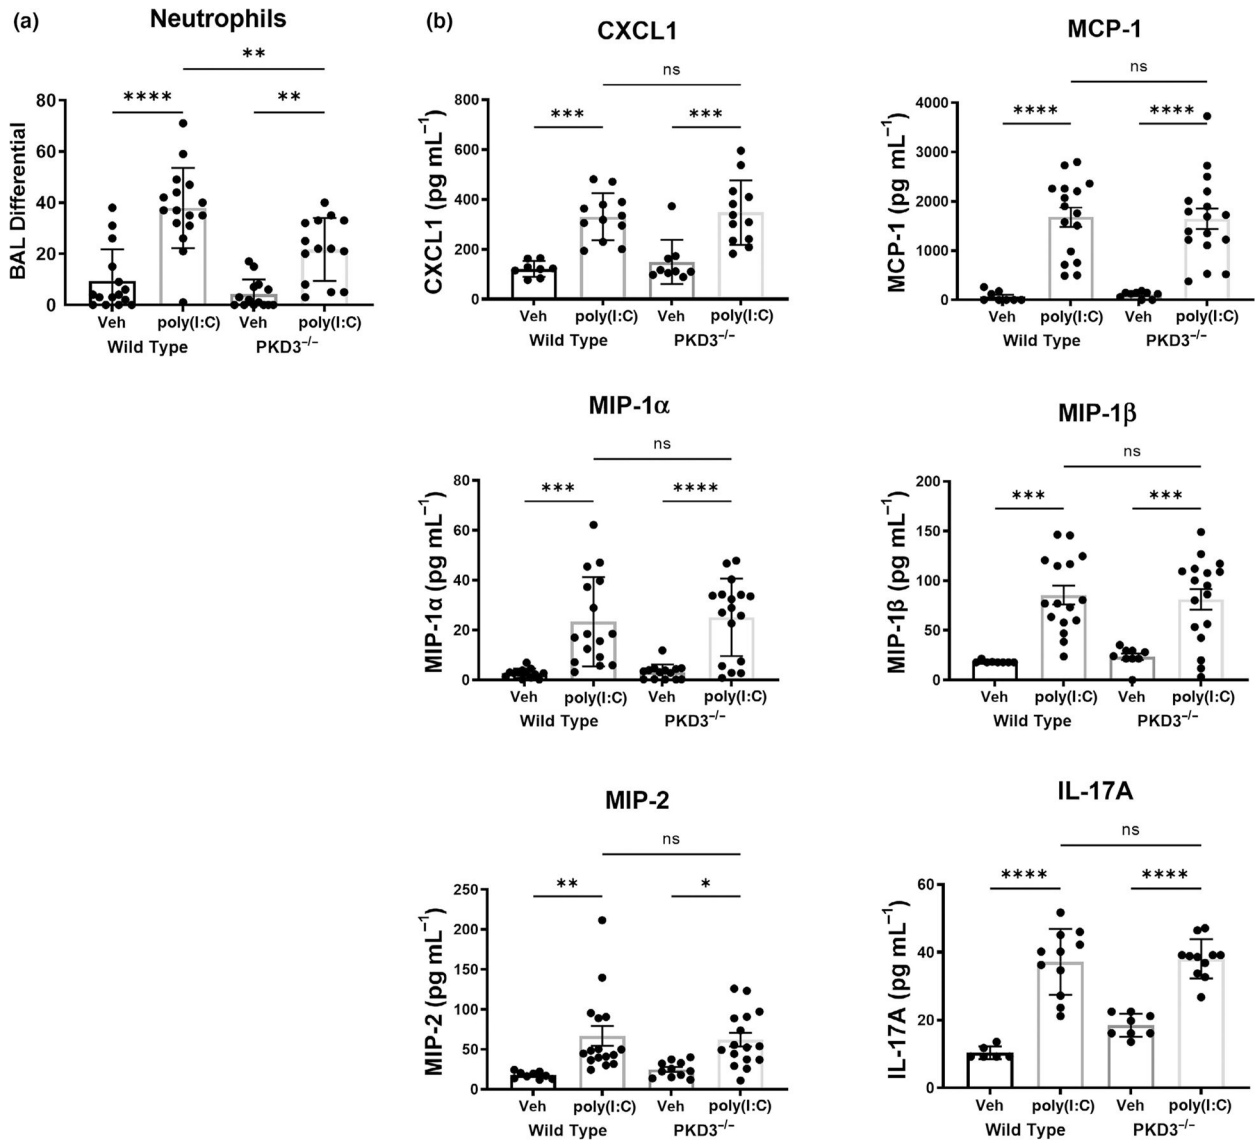 (a)
Neutrophils
**
****
**
BAL Differential
80
60
40
20
0
Veh
poly(I:C)
Veh
poly(I:C)
Wild Type
PKD3⁻/⁻
(b)
CXCL1
ns
***
***
CXCL1 (pg mL⁻¹)
800
600
400
200
0
Veh
poly(I:C)
Veh
poly(I:C)
Wild Type
PKD3⁻/⁻
MCP-1
ns
****
****
MCP-1 (pg mL⁻¹)
4000
3000
2000
1000
0
Veh
poly(I:C)
Veh
poly(I:C)
Wild Type
PKD3⁻/⁻
MIP-1α
ns
***
****
MIP-1α (pg mL⁻¹)
80
60
40
20
0
Veh
poly(I:C)
Veh
poly(I:C)
Wild Type
PKD3⁻/⁻
MIP-1β
ns
***
***
MIP-1β (pg mL⁻¹)
200
150
100
50
0
Veh
poly(I:C)
Veh
poly(I:C)
Wild Type
PKD3⁻/⁻
MIP-2
ns
**
*
MIP-2 (pg mL⁻¹)
250
200
150
100
50
0
Veh
poly(I:C)
Veh
poly(I:C)
Wild Type
PKD3⁻/⁻
IL-17A
ns
****
****
IL-17A (pg mL⁻¹)
60
40
20
0
Veh
poly(I:C)
Veh
poly(I:C)
Wild Type
PKD3⁻/⁻